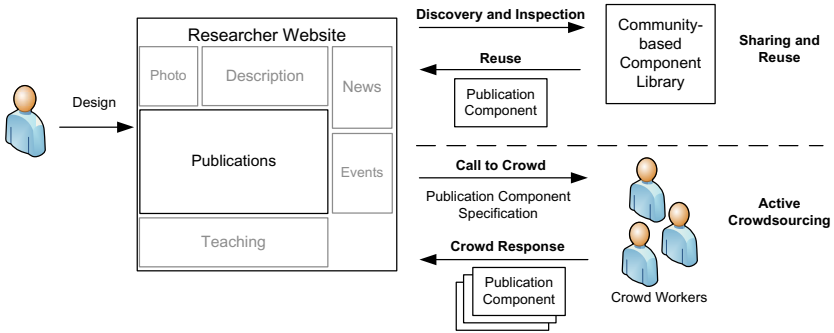 Design
Researcher Website
Photo
Description
News
Publications
Events
Teaching
Discovery and Inspection
Reuse
Publication
Component
Community-
based
Component
Library
Sharing and
Reuse
Call to Crowd
Publication Component
Specification
Crowd Response
Publication
Component
Crowd Workers
Active
Crowdsourcing